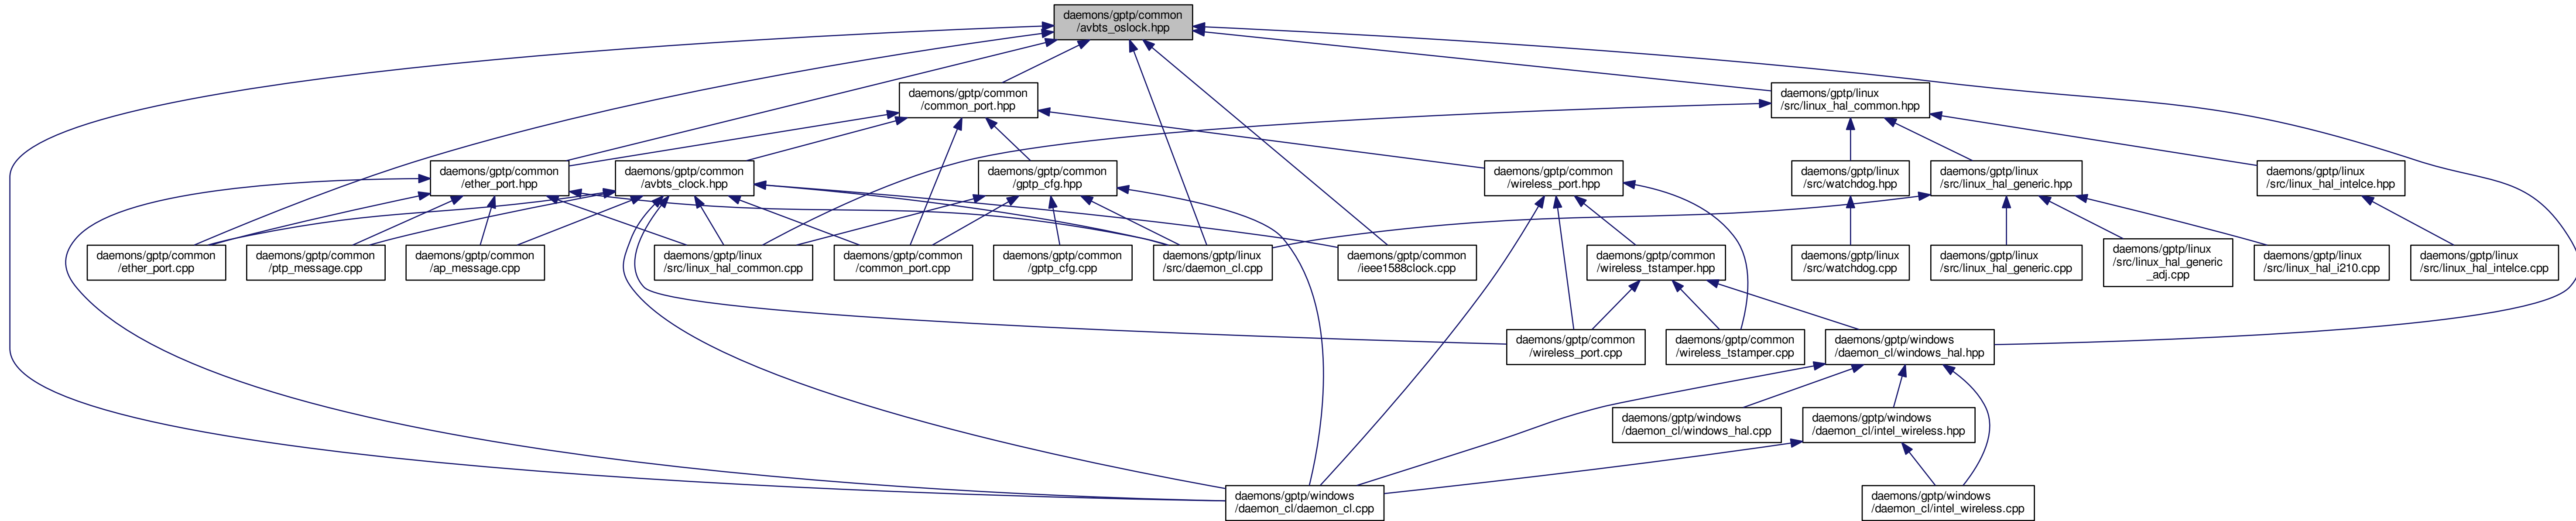 daemons/gptp/common
/avbts_oslock.hpp
daemons/gptp/common
/common_port.hpp
daemons/gptp/linux
/src/linux_hal_common.hpp
daemons/gptp/common
/ether_port.hpp
daemons/gptp/common
/avbts_clock.hpp
daemons/gptp/common
/gptp_cfg.hpp
daemons/gptp/common
/wireless_port.hpp
daemons/gptp/linux
/src/watchdog.hpp
daemons/gptp/linux
/src/linux_hal_generic.hpp
daemons/gptp/linux
/src/linux_hal_intelce.hpp
daemons/gptp/common
/ether_port.cpp
daemons/gptp/common
/ptp_message.cpp
daemons/gptp/common
/ap_message.cpp
daemons/gptp/linux
/src/linux_hal_common.cpp
daemons/gptp/common
/common_port.cpp
daemons/gptp/common
/gptp_cfg.cpp
daemons/gptp/linux
/src/daemon_cl.cpp
daemons/gptp/common
/ieee1588clock.cpp
daemons/gptp/common
/wireless_tstamper.hpp
daemons/gptp/linux
/src/watchdog.cpp
daemons/gptp/linux
/src/linux_hal_generic.cpp
daemons/gptp/linux
/src/linux_hal_generic
_adj.cpp
daemons/gptp/linux
/src/linux_hal_i210.cpp
daemons/gptp/linux
/src/linux_hal_intelce.cpp
daemons/gptp/common
/wireless_port.cpp
daemons/gptp/common
/wireless_tstamper.cpp
daemons/gptp/windows
/daemon_cl/windows_hal.hpp
daemons/gptp/windows
/daemon_cl/windows_hal.cpp
daemons/gptp/windows
/daemon_cl/intel_wireless.hpp
daemons/gptp/windows
/daemon_cl/daemon_cl.cpp
daemons/gptp/windows
/daemon_cl/intel_wireless.cpp